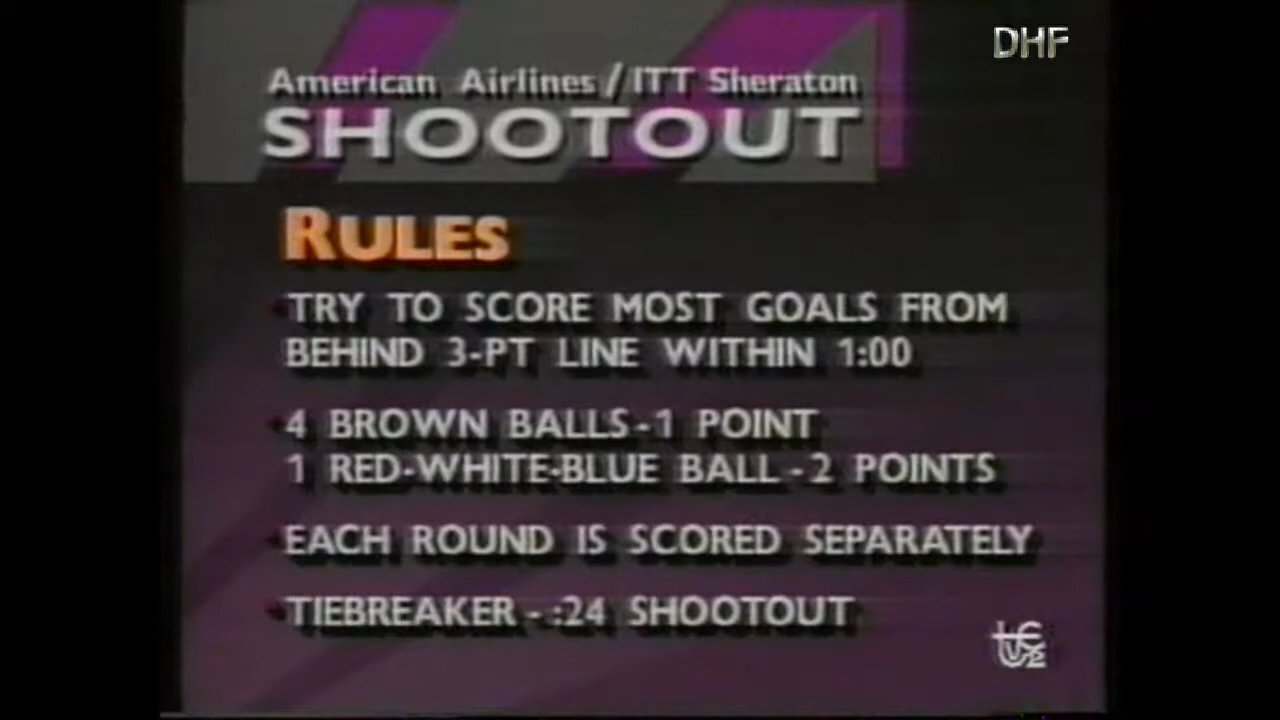 DHF
American Airlines/ITT Sheraton
SHOOTOUT
RULES
•TRY TO SCORE MOST GOALS FROM
BEHIND 3-PT LINE WITHIN 1:00
•4 BROWN BALLS-1 POINT
1 RED-WHITE-BLUE BALL-2 POINTS
•EACH ROUND IS SCORED SEPARATELY
•TIEBREAKER-:24 SHOOTOUT